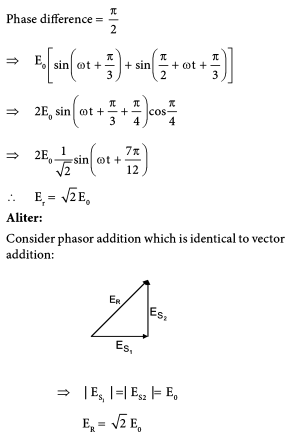 Phase difference = π/2
⇒ E₀[sin(ωt + π/3) + sin(π/2 + ωt + π/3)]
⇒ 2E₀ sin(ωt + π/3 + π/4) cos π/4
⇒ 2E₀ 1/√2 sin(ωt + 7π/12)
∴ Eᵣ = √2 E₀
Aliter:
Consider phasor addition which is identical to vector
addition:
E_R
E_S₂
E_S₁
⇒ | E_S₁ | =| E_S2 |= E₀
E_R = √2 E₀